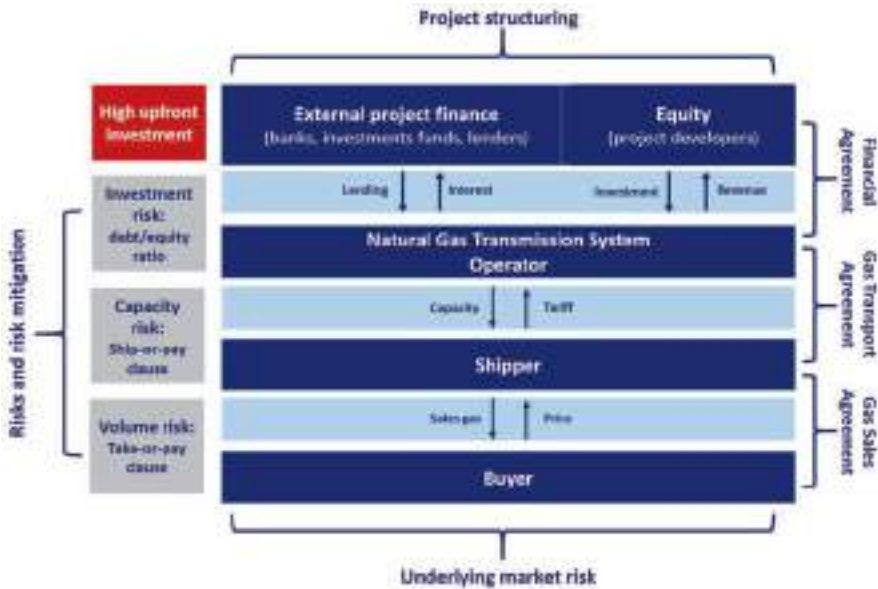 Project structuring
High upfront
investment
External project finance
(banks, investments funds, lenders)
Equity
(project developers)
Financial
Agreement
Investment
risk:
debt/equity
ratio
Lending
Interest
Investment
Revenue
Natural Gas Transmission System
Operator
Gas Transport
Agreement
Risks and risk mitigation
Capacity
risk:
Ship-or-pay
clause
Capacity
Tariff
Shipper
Gas Sales
Agreement
Volume risk:
Take-or-pay
clause
Sales gas
Price
Buyer
Underlying market risk